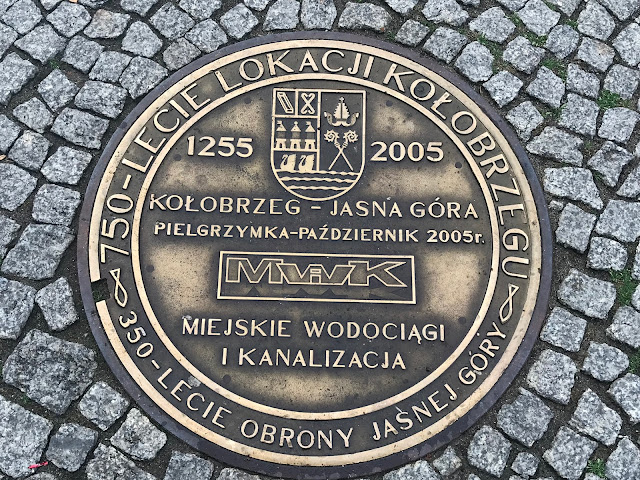 750-LECIE LOKACJI KOŁOBRZEGU
1255 2005
KOŁOBRZEG - JASNA GÓRA
PIELGRZYMKA-PAŹDZIERNIK 2005r.
MWiK
MIEJSKIE WODOCIĄGI
I KANALIZACJA
350-LECIE OBRONY JASNEJ GÓRY